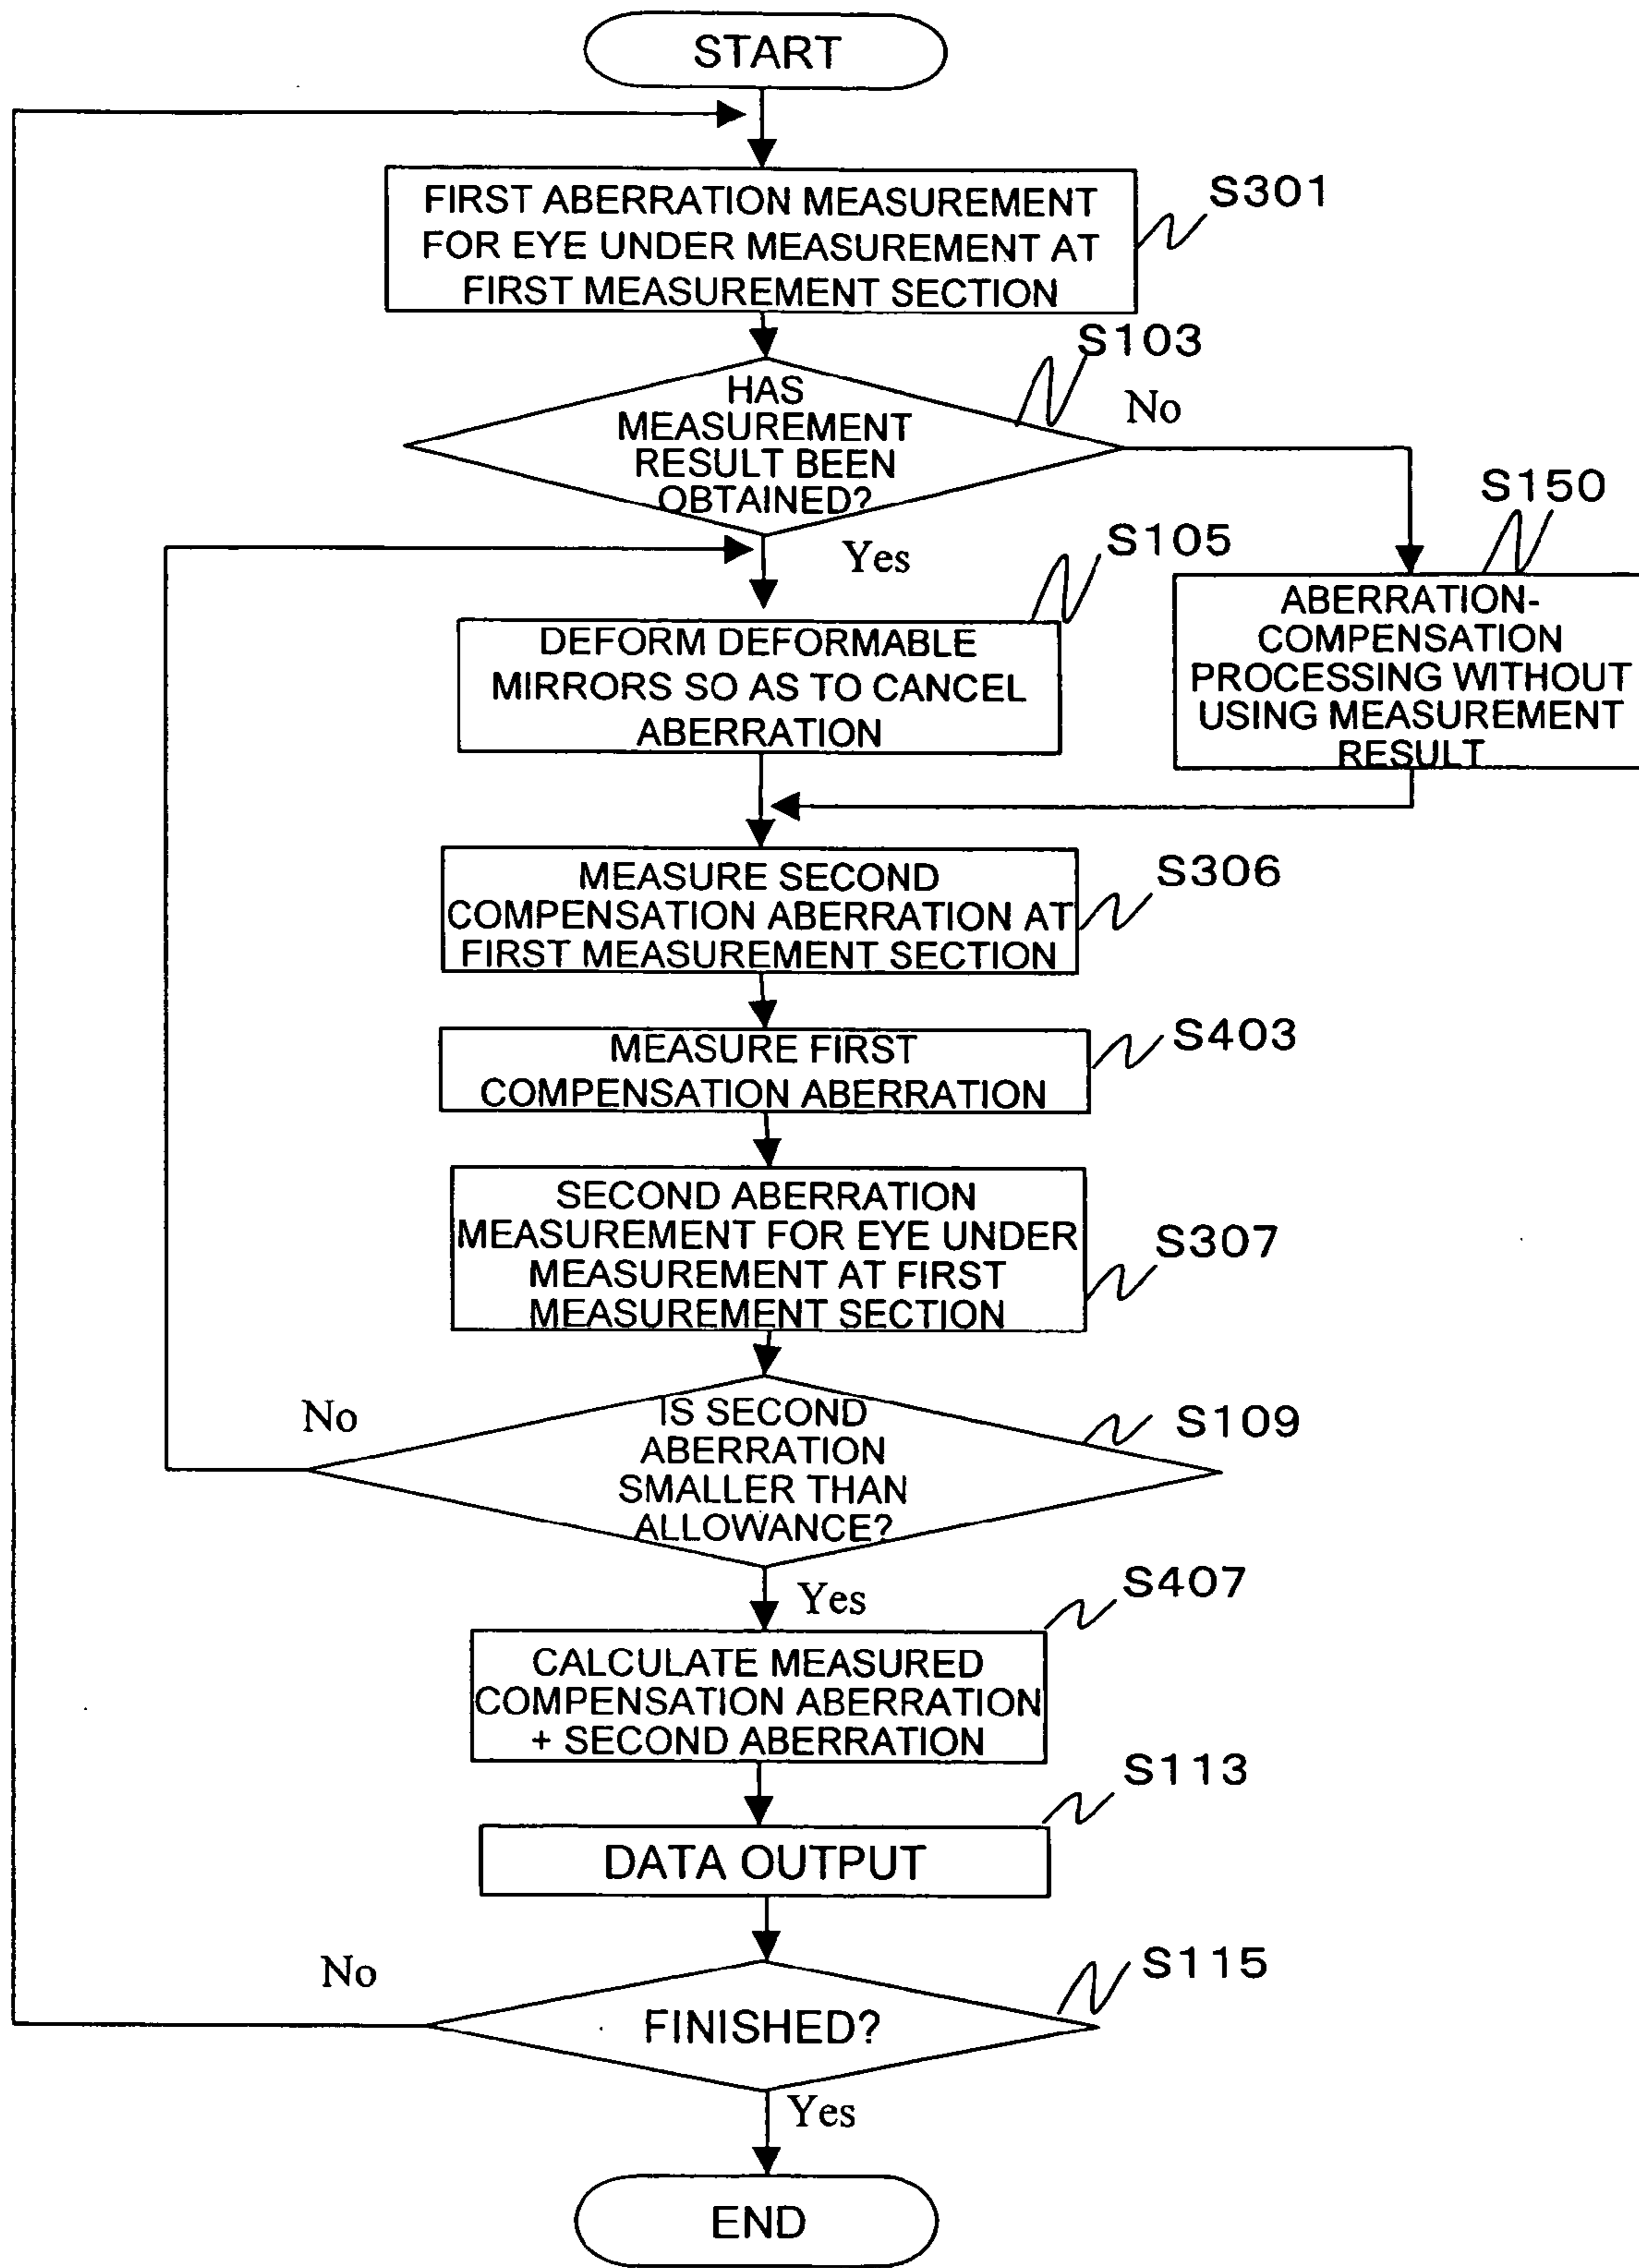 START
FIRST ABERRATION MEASUREMENT
FOR EYE UNDER MEASUREMENT AT
FIRST MEASUREMENT SECTION
S301
S103
HAS
MEASUREMENT
RESULT BEEN
OBTAINED?
No
Yes
S150
ABERRATION-
COMPENSATION
PROCESSING WITHOUT
USING MEASUREMENT
RESULT
S105
DEFORM DEFORMABLE
MIRRORS SO AS TO CANCEL
ABERRATION
MEASURE SECOND
COMPENSATION ABERRATION AT
FIRST MEASUREMENT SECTION
S306
MEASURE FIRST
COMPENSATION ABERRATION
S403
SECOND ABERRATION
MEASUREMENT FOR EYE UNDER
MEASUREMENT AT FIRST
MEASUREMENT SECTION
S307
No
IS SECOND
ABERRATION
SMALLER THAN
ALLOWANCE?
S109
Yes
S407
CALCULATE MEASURED
COMPENSATION ABERRATION
+ SECOND ABERRATION
S113
DATA OUTPUT
No
S115
FINISHED?
Yes
END